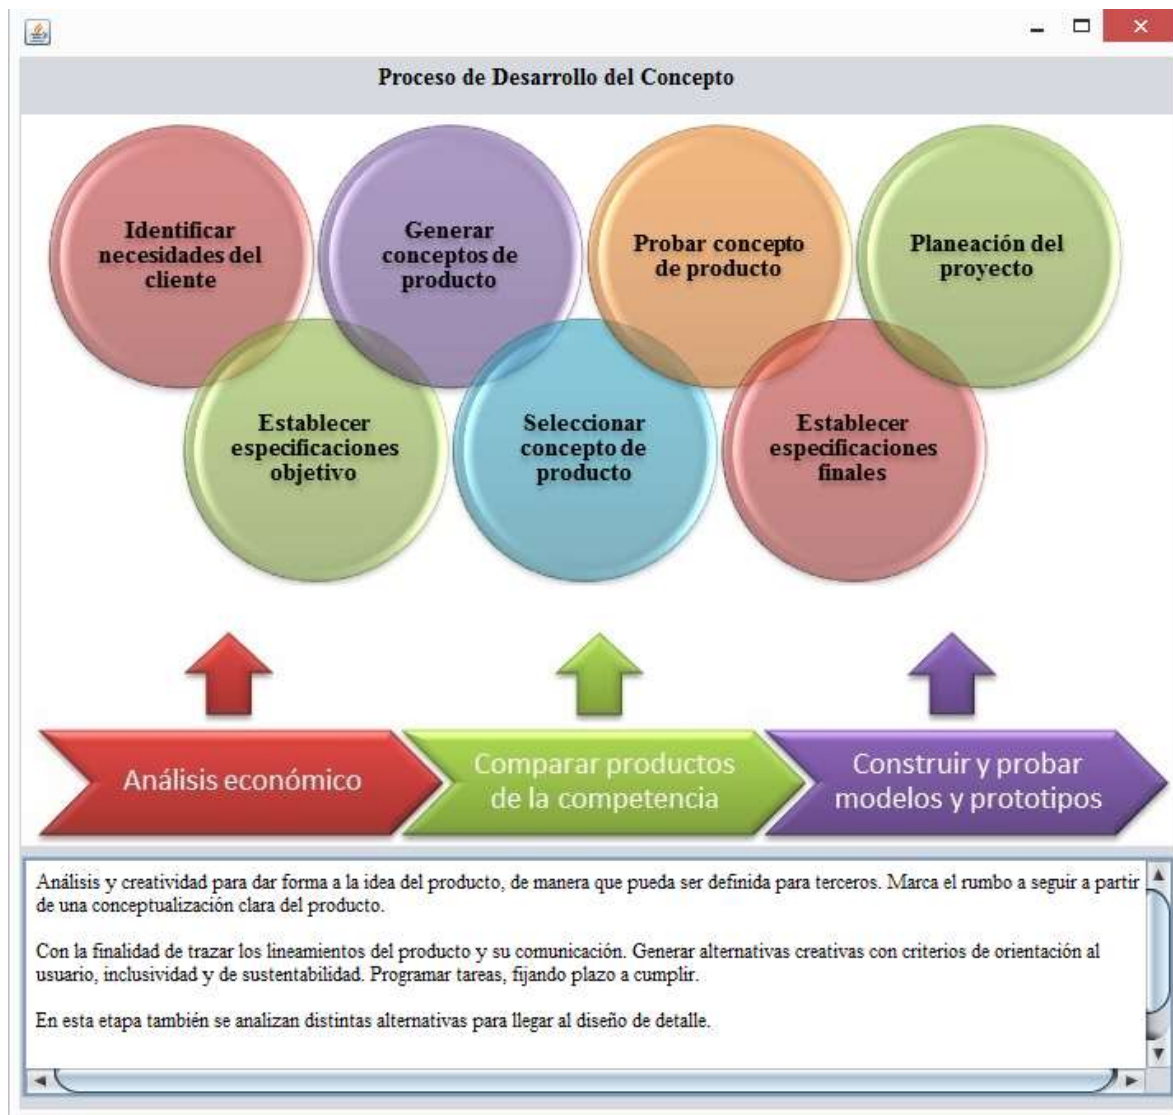 Proceso de Desarrollo del Concepto
Identificar
necesidades del
cliente
Generar
conceptos de
producto
Probar concepto
de producto
Planeación del
proyecto
Establecer
especificaciones
objetivo
Seleccionar
concepto de
producto
Establecer
especificaciones
finales
Análisis económico
Comparar productos
de la competencia
Construir y probar
modelos y prototipos
Análisis y creatividad para dar forma a la idea del producto, de manera que pueda ser definida para terceros. Marca el rumbo a seguir a partir
de una conceptualización clara del producto.
Con la finalidad de trazar los lineamientos del producto y su comunicación. Generar alternativas creativas con criterios de orientación al
usuario, inclusividad y de sustentabilidad. Programar tareas, fijando plazo a cumplir.
En esta etapa también se analizan distintas alternativas para llegar al diseño de detalle.